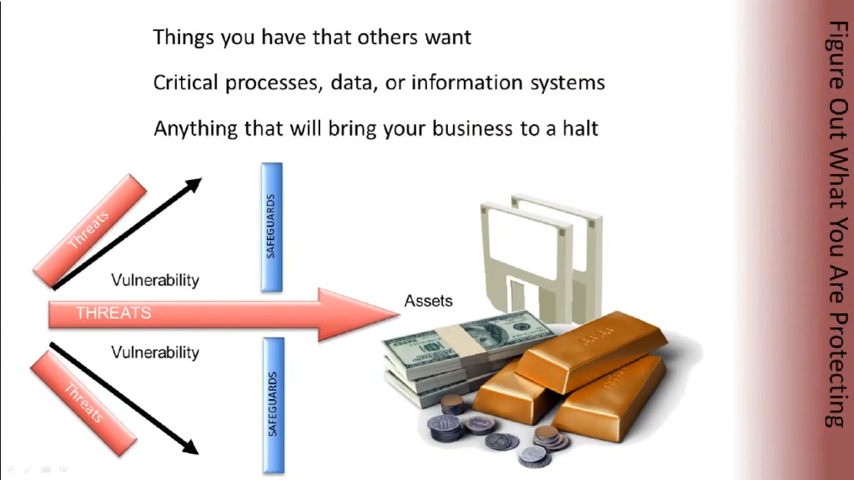 Things you have that others want
Critical processes, data, or information systems
Anything that will bring your business to a halt
Figure Out What You Are Protecting
Threats
SAFEGUARDS
Vulnerability
THREATS
Assets
Vulnerability
Threats
SAFEGUARDS